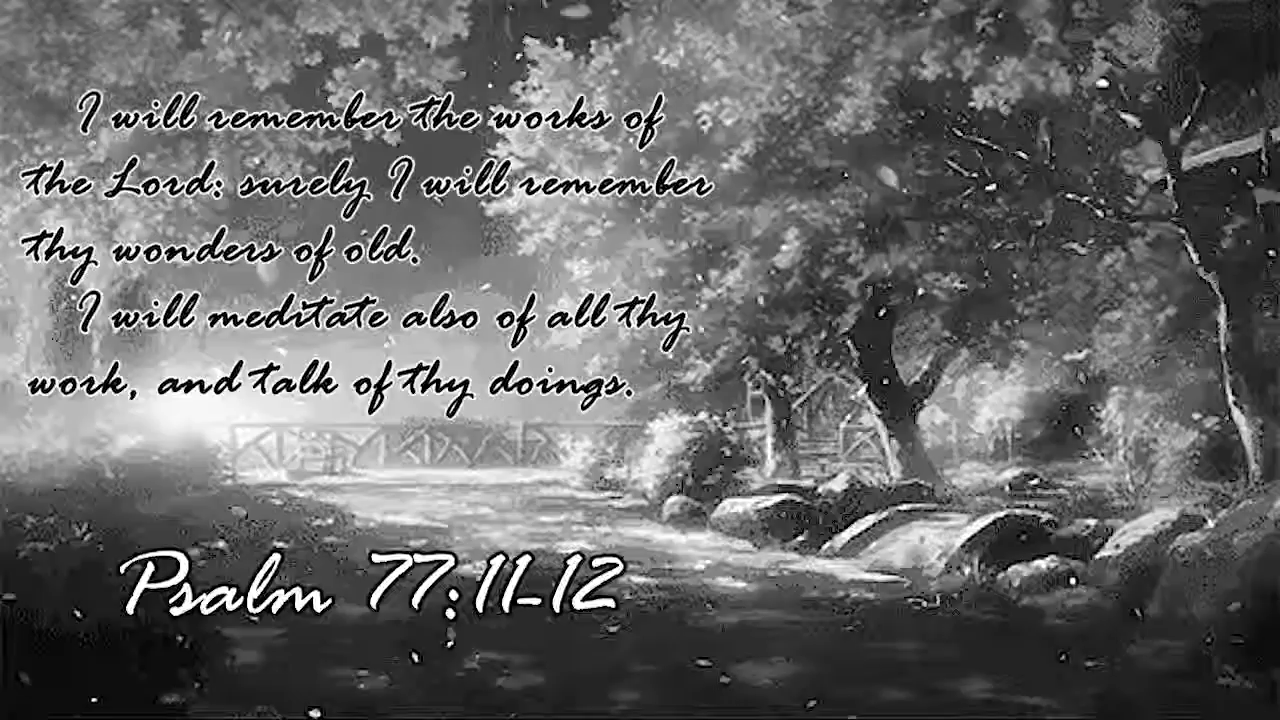 I will remember the works of
the Lord: surely I will remember
thy wonders of old.
I will meditate also of all thy
work, and talk of thy doings.
Psalm 77:11-12